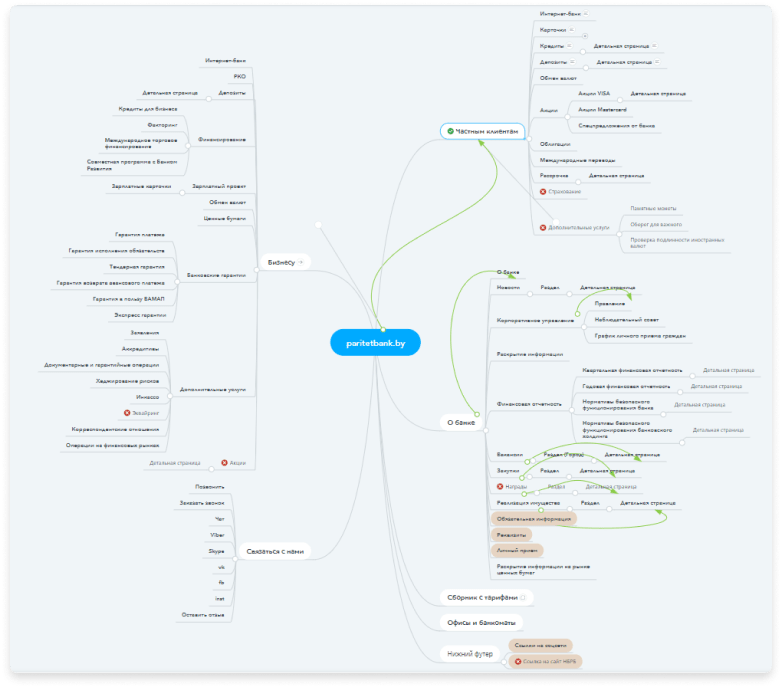 paritetbank.by
Бизнесу
Интернет-банк
РКО
Детальная страница
Депозиты
Кредиты для бизнеса
Факторинг
Международное торговое
финансирование
Совместная программа с Банком
Развития
Финансирование
Зарплатные карточки
Зарплатный проект
Обмен валют
Ценные бумаги
Гарантия платежа
Гарантия исполнения обязательств
Тендерная гарантия
Гарантия возврата авансового платежа
Гарантия в пользу БАМАП
Экспресс гарантии
Банковские гарантии
Заявления
Аккредитивы
Документарные и гарантийные операции
Хеджирование рисков
Инкассо
Эквайринг
Корреспондентские отношения
Операции на финансовых рынках
Дополнительные услуги
Детальная страница
Акции
Связаться с нами
Позвонить
Заказать звонок
Чат
Viber
Skype
vk
fb
inst
Оставить отзыв
Частным клиентам
Интернет-банк
Карточки
Кредиты
Детальная страница
Депозиты
Детальная страница
Обмен валют
Акции
Акции VISA
Детальная страница
Акции Mastercard
Спецпредложения от банка
Облигации
Международные переводы
Рассрочка
Детальная страница
Страхование
Дополнительные услуги
Памятные монеты
Оберег для важного
Проверка подлинности иностранных
валют
О банке
О банке
Новости
Раздел
Детальная страница
Корпоративное управление
Правление
Наблюдательный совет
График личного приема граждан
Раскрытие информации
Финансовая отчетность
Квартальная финансовая отчетность
Детальная страница
Годовая финансовая отчетность
Детальная страница
Нормативы безопасного
функционирования банка
Детальная страница
Нормативы безопасного
функционирования банковского
холдинга
Детальная страница
Вакансии
Раздел (Город)
Детальная страница
Закупки
Раздел
Детальная страница
Награды
Раздел
Детальная страница
Реализация имущества
Раздел
Детальная страница
Обязательная информация
Реквизиты
Личный прием
Раскрытие информации на рынке
ценных бумаг
Сборник с тарифами
Офисы и банкоматы
Нижний футер
Ссылки на соцсети
Ссылка на сайт НБРБ